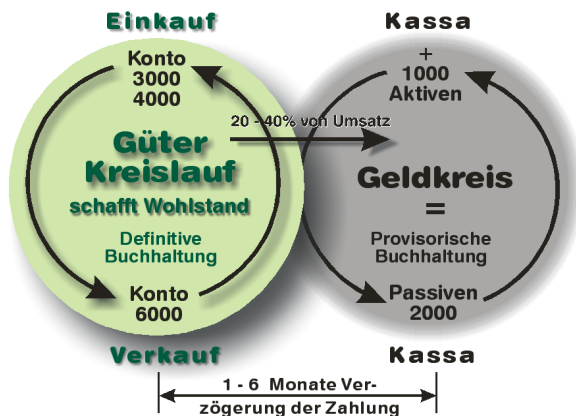 Einkauf
Konto
3000
4000
Güter
Kreislauf
schafft Wohlstand
Definitive
Buchhaltung
Konto
6000
Verkauf
20 - 40% von Umsatz
Kassa
+
1000
Aktiven
Geldkreis
=
Provisorische
Buchhaltung
Passiven
2000
Kassa
1 - 6 Monate Ver-
zögerung der Zahlung